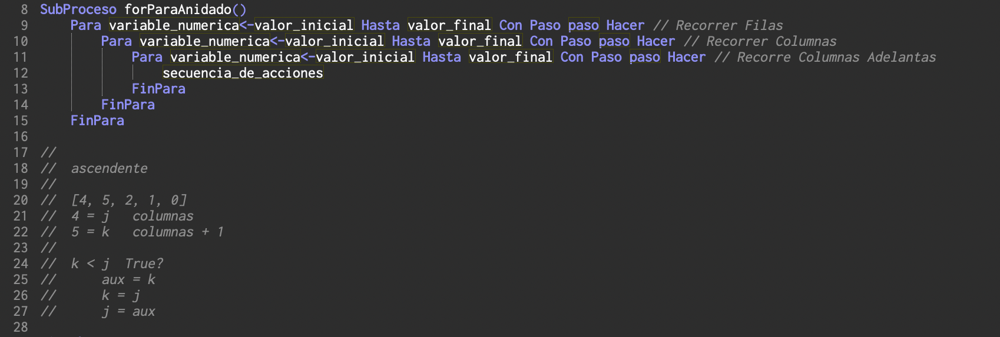 8 SubProceso forParaAnidado()
9 Para variable_numerica<-valor_inicial Hasta valor_final Con Paso paso Hacer // Recorrer Filas
10 Para variable_numerica<-valor_inicial Hasta valor_final Con Paso paso Hacer // Recorrer Columnas
11 Para variable_numerica<-valor_inicial Hasta valor_final Con Paso paso Hacer // Recorre Columnas Adelantas
12 secuencia_de_acciones
13 FinPara
14 FinPara
15 FinPara
16
17 //
18 // ascendente
19 //
20 // [4, 5, 2, 1, 0]
21 // 4 = j columnas
22 // 5 = k columnas + 1
23 //
24 // k < j True?
25 // aux = k
26 // k = j
27 // j = aux
28